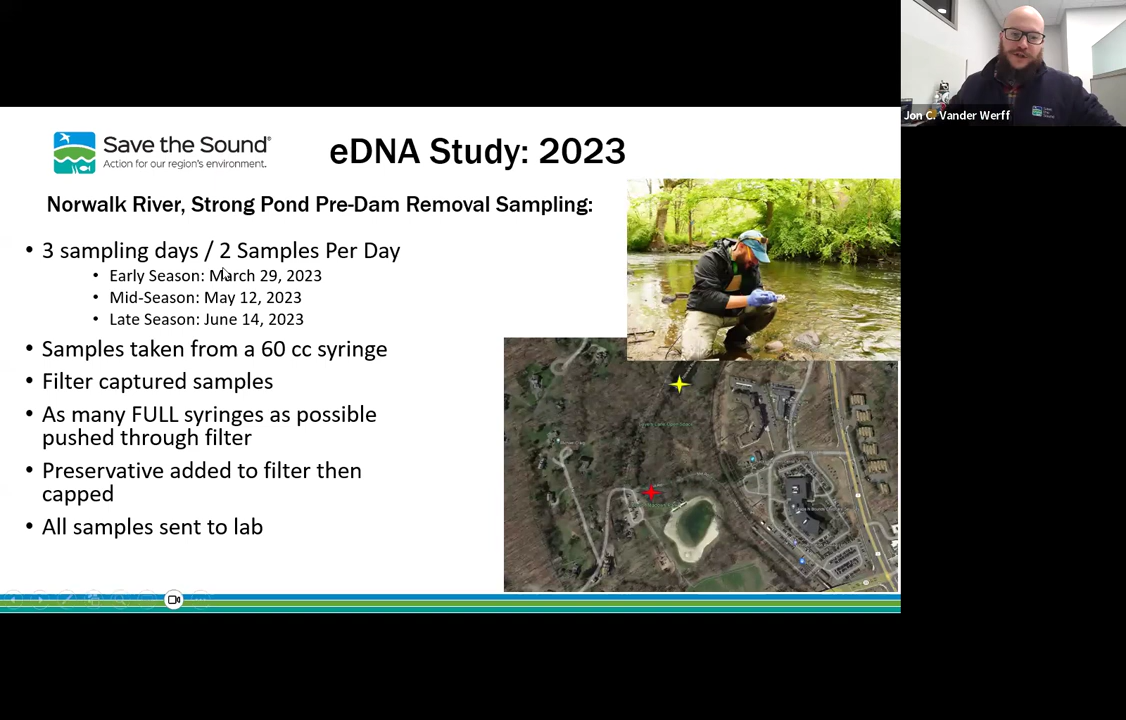 Jon C. Vander Werff
Save the Sound®
Action for our region's environment.
eDNA Study: 2023
Norwalk River, Strong Pond Pre-Dam Removal Sampling:
• 3 sampling days / 2 Samples Per Day
• Early Season: March 29, 2023
• Mid-Season: May 12, 2023
• Late Season: June 14, 2023
• Samples taken from a 60 cc syringe
• Filter captured samples
• As many FULL syringes as possible
pushed through filter
• Preservative added to filter then
capped
• All samples sent to lab